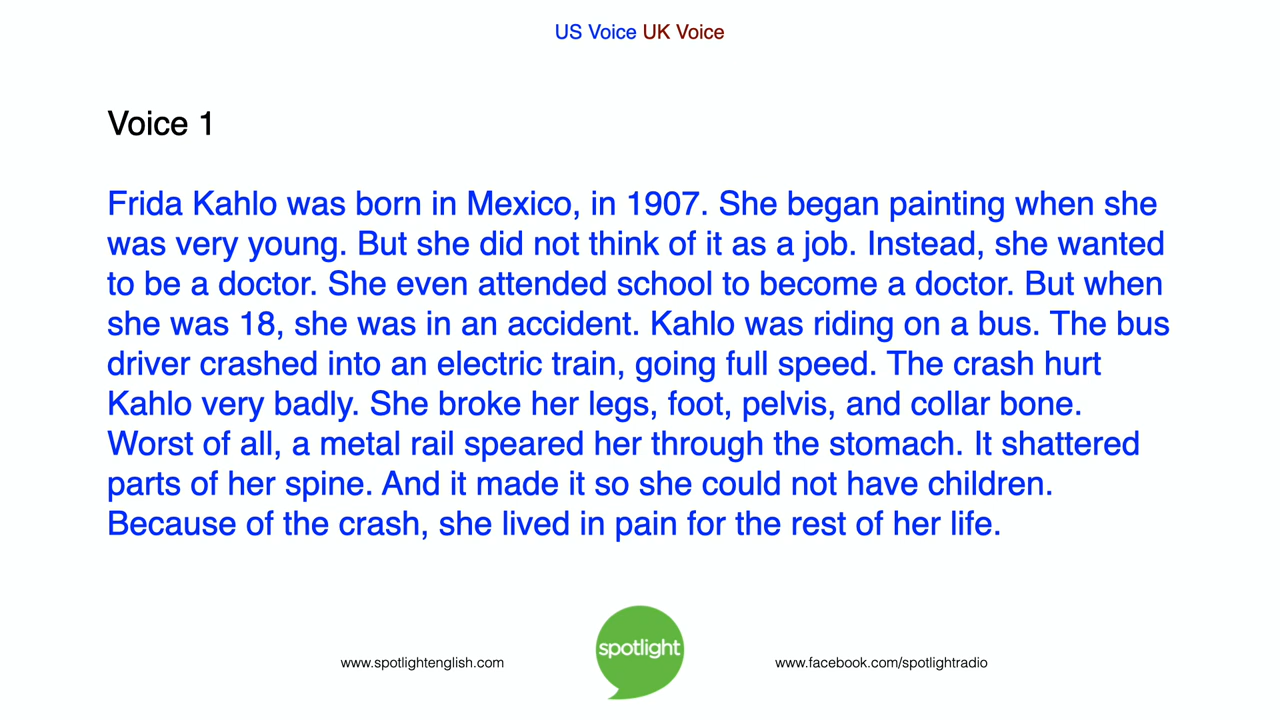 US Voice UK Voice
Voice 1
Frida Kahlo was born in Mexico, in 1907. She began painting when she
was very young. But she did not think of it as a job. Instead, she wanted
to be a doctor. She even attended school to become a doctor. But when
she was 18, she was in an accident. Kahlo was riding on a bus. The bus
driver crashed into an electric train, going full speed. The crash hurt
Kahlo very badly. She broke her legs, foot, pelvis, and collar bone.
Worst of all, a metal rail speared her through the stomach. It shattered
parts of her spine. And it made it so she could not have children.
Because of the crash, she lived in pain for the rest of her life.
www.spotlightenglish.com
spotlight
www.facebook.com/spotlightradio